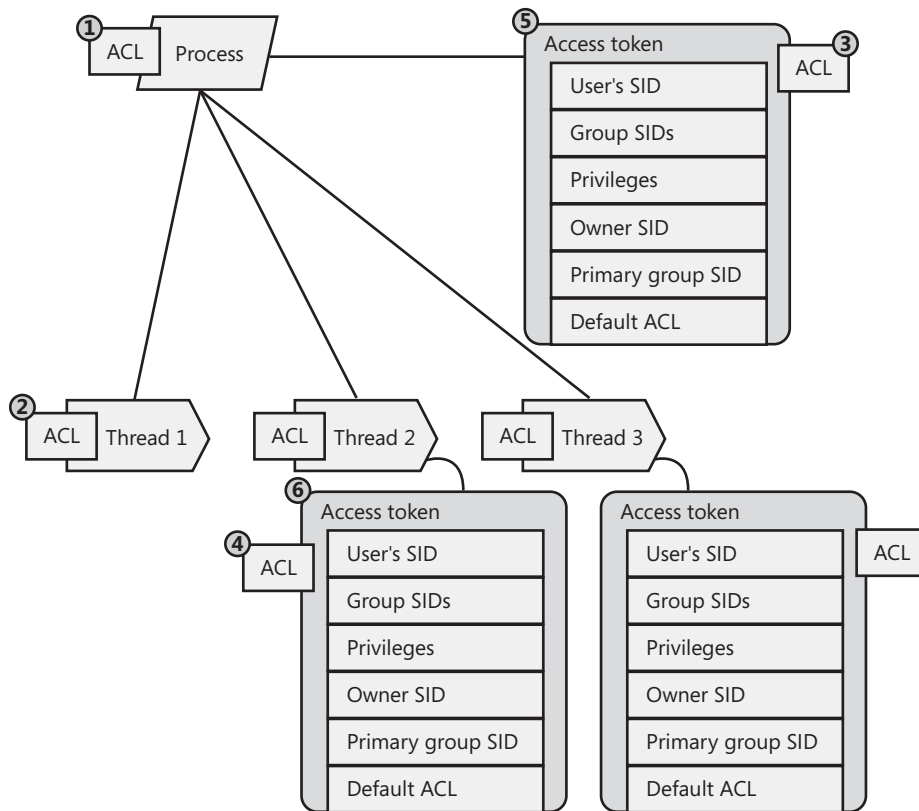 1
ACL
Process
5
Access token
3
ACL
User's SID
Group SIDs
Privileges
Owner SID
Primary group SID
Default ACL
2
ACL
Thread 1
ACL
Thread 2
ACL
Thread 3
6
Access token
4
ACL
User's SID
Group SIDs
Privileges
Owner SID
Primary group SID
Default ACL
Access token
ACL
User's SID
Group SIDs
Privileges
Owner SID
Primary group SID
Default ACL